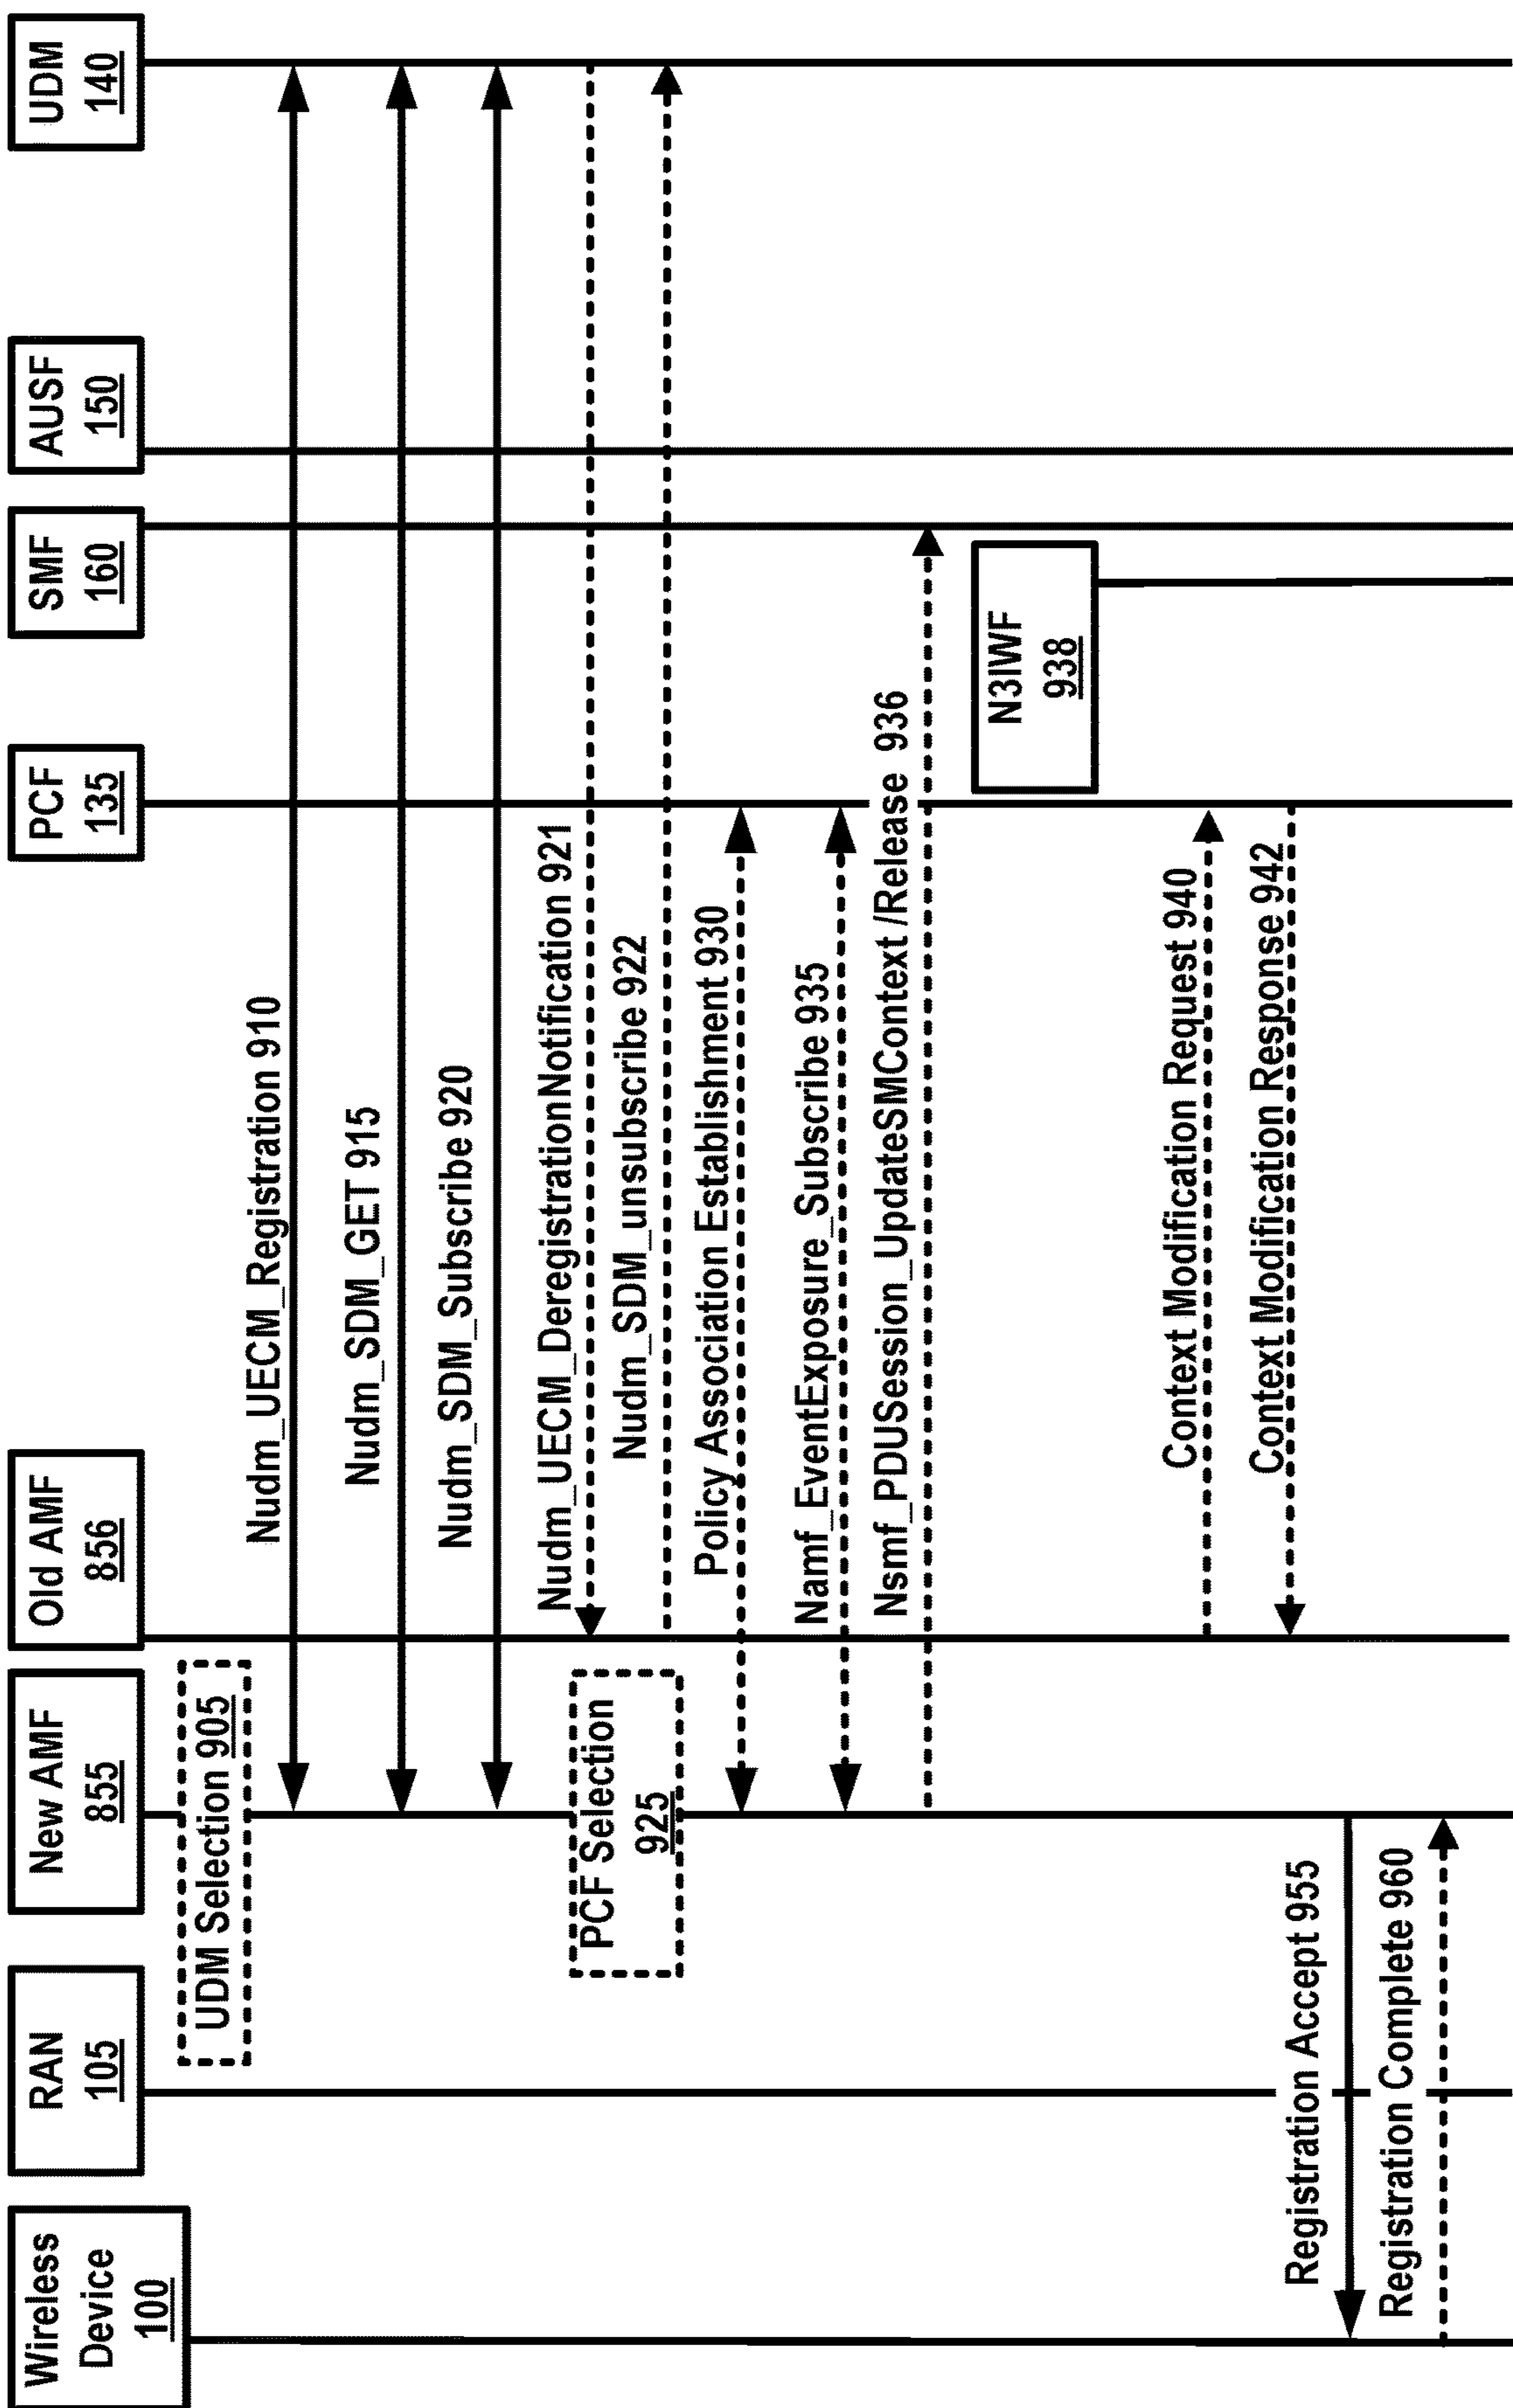 Wireless
Device
100
RAN
105
New AMF
855
Old AMF
856
PCF
135
SMF
160
AUSF
150
UDM
140
UDM Selection 905
Nudm_UECM_Registration 910
Nudm_SDM_GET 915
Nudm_SDM_Subscribe 920
Nudm_UECM_DeregistrationNotification 921
PCF Selection
925
Nudm_SDM_unsubscribe 922
Policy Association Establishment 930
Namf_EventExposure_Subscribe 935
Nsmf_PDUSession_UpdateSMContext /Release 936
N3IWF
938
Context Modification Request 940
Context Modification Response 942
Registration Accept 955
Registration Complete 960